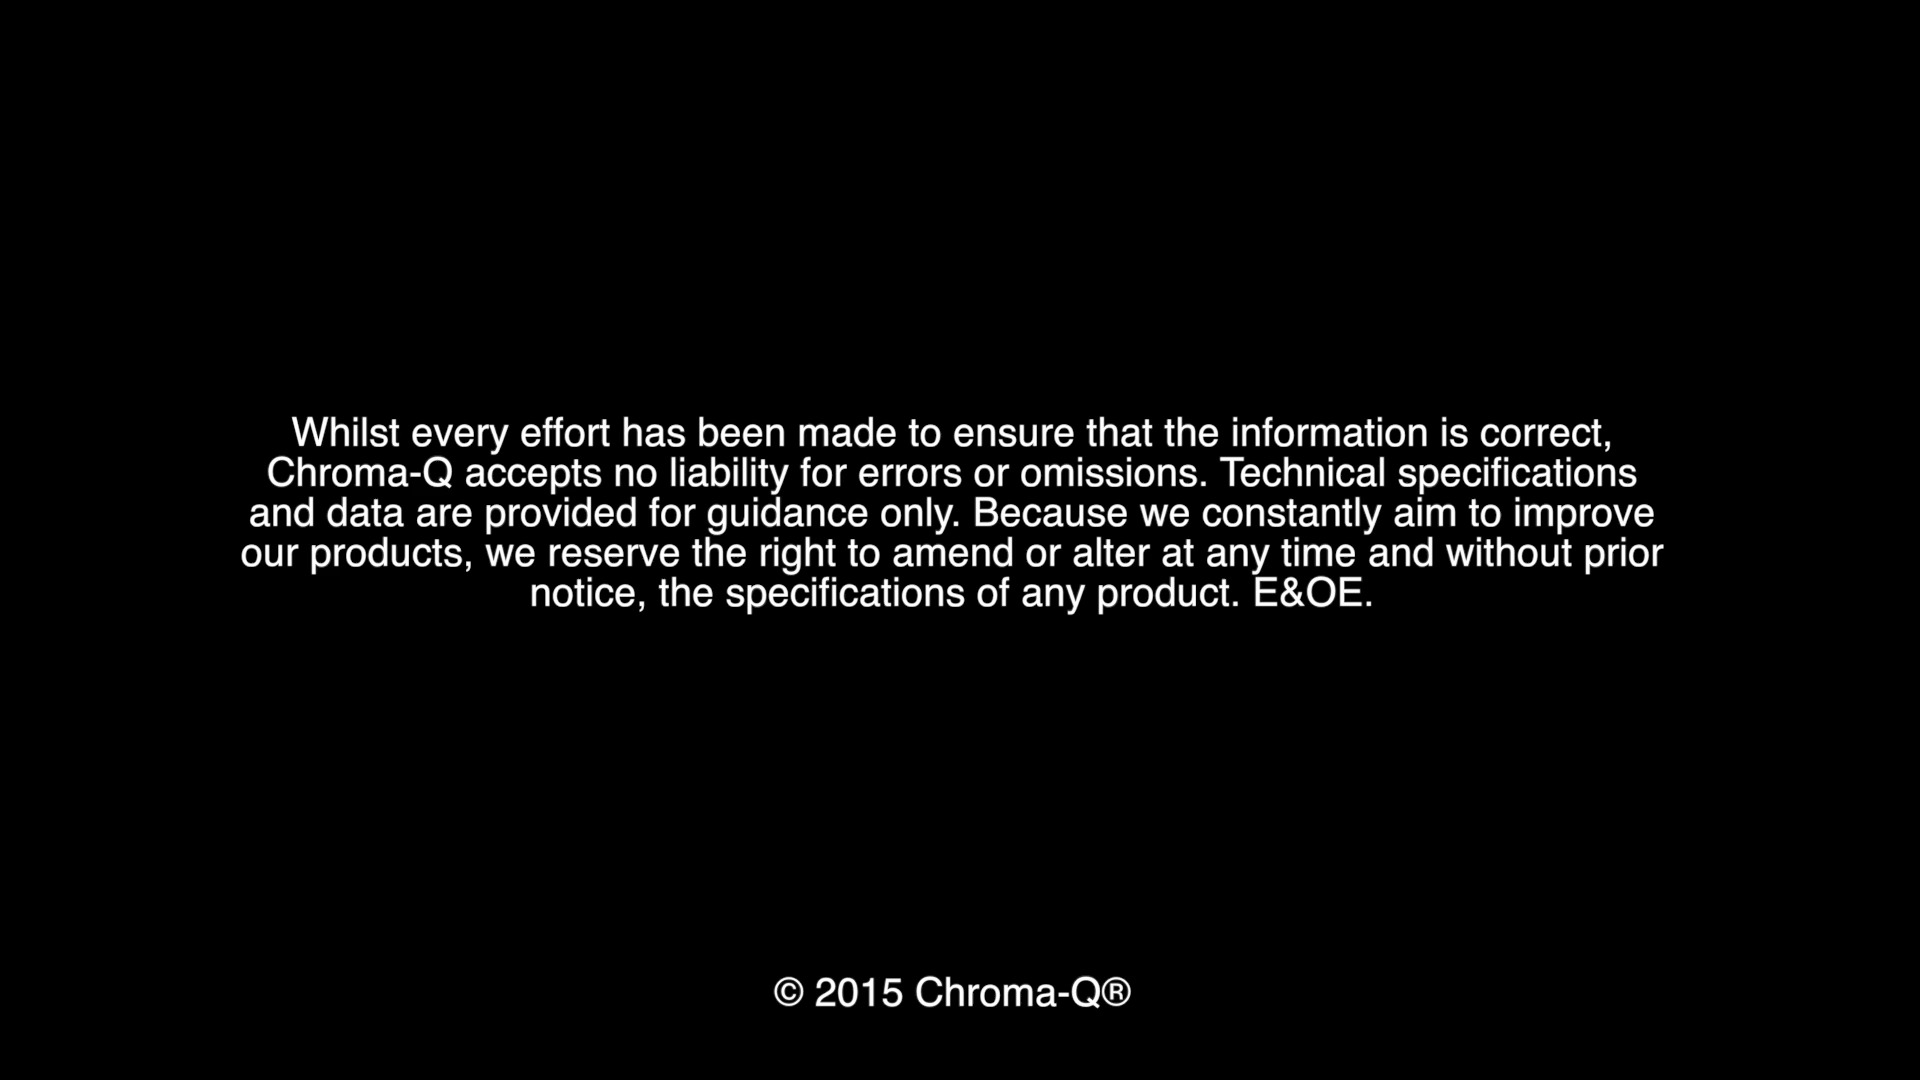 Whilst every effort has been made to ensure that the information is correct,
Chroma-Q accepts no liability for errors or omissions. Technical specifications
and data are provided for guidance only. Because we constantly aim to improve
our products, we reserve the right to amend or alter at any time and without prior
notice, the specifications of any product. E&OE.
© 2015 Chroma-Q®